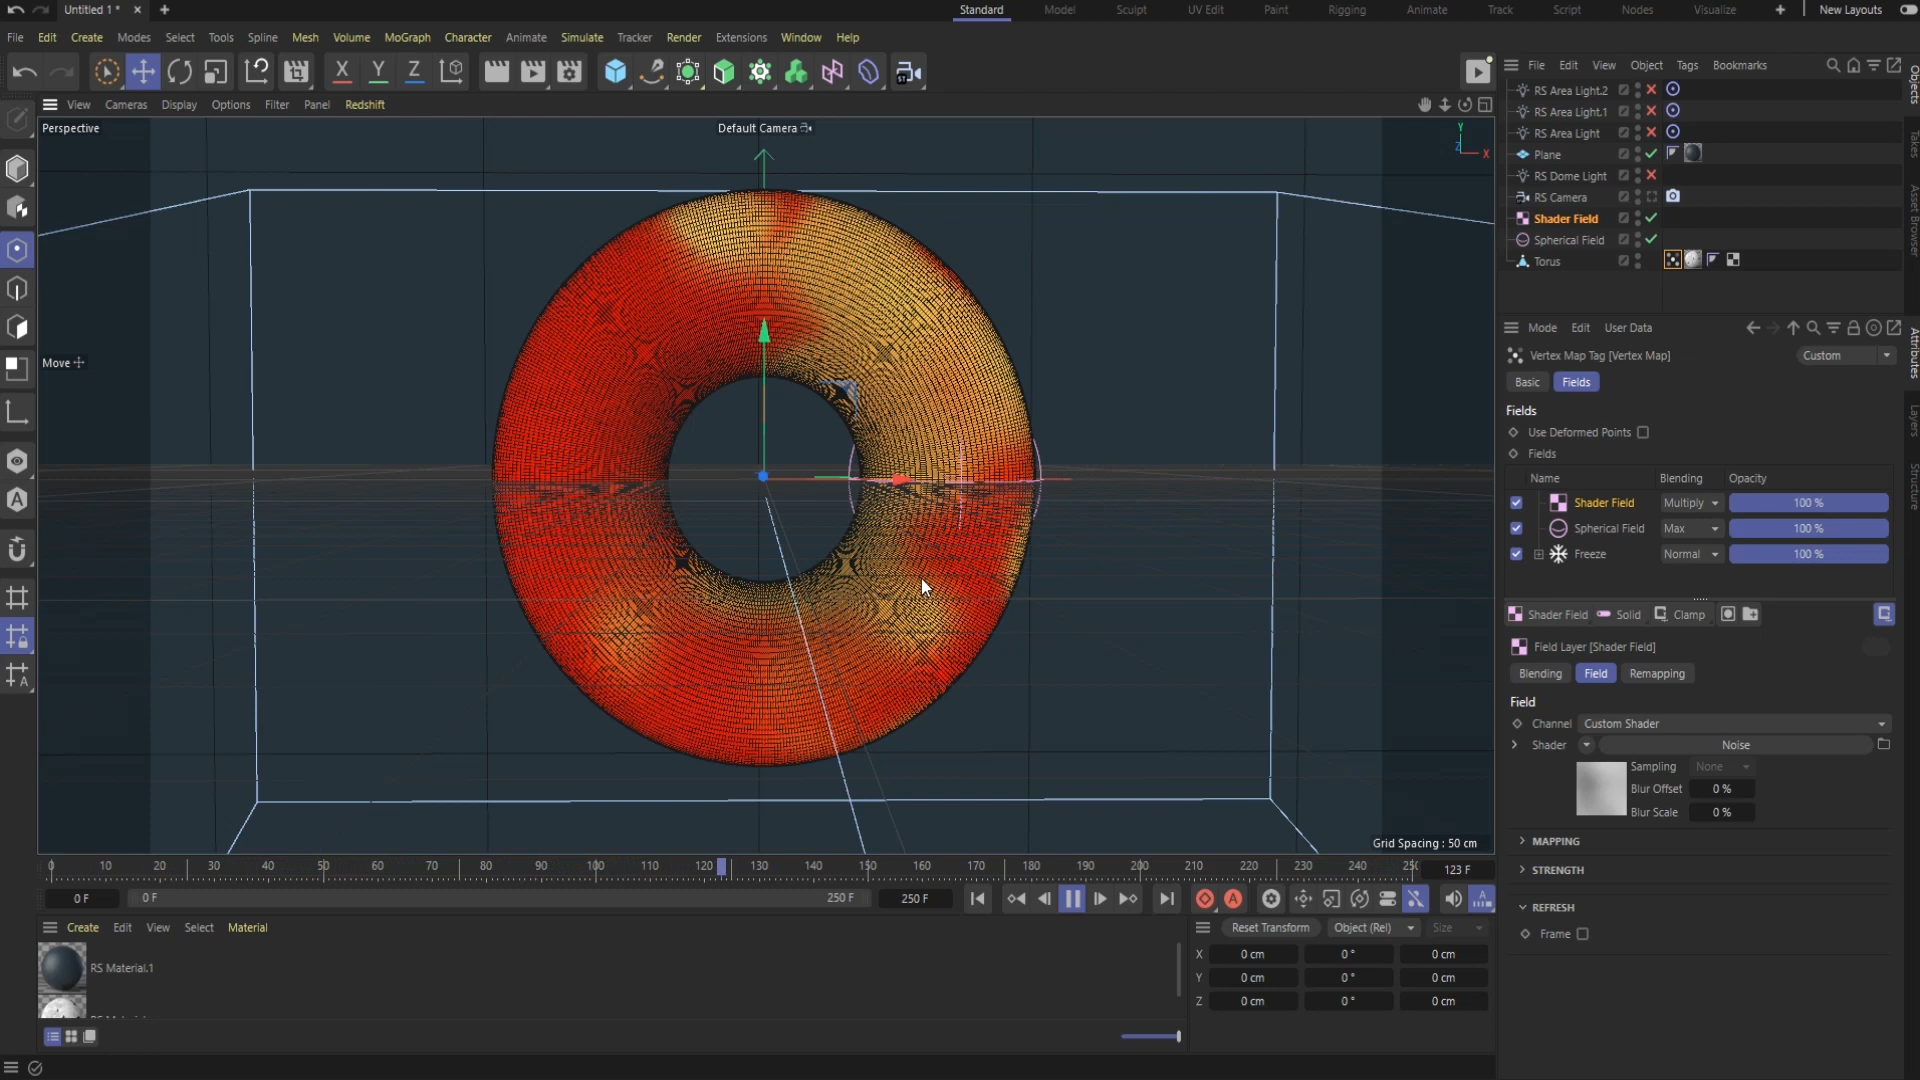 Untitled 1 *
Standard Model Sculpt UV Edit Paint Rigging Animate Track Script Nodes Visualize New Layouts
File Edit Create Modes Select Tools Spline Mesh Volume MoGraph Character Animate Simulate Tracker Render Extensions Window Help
X Y Z
File Edit View Object Tags Bookmarks
View Cameras Display Options Filter Panel Redshift
Perspective
Default Camera
Y
Z
X
Move
Grid Spacing : 50 cm
RS Area Light.2
RS Area Light.1
RS Area Light
Plane
RS Dome Light
RS Camera
Shader Field
Spherical Field
Torus
Objects
Takes
Asset Browser
Attributes
Layers
Structure
Mode Edit User Data
Vertex Map Tag [Vertex Map]
Custom
Basic Fields
Fields
Use Deformed Points
Fields
Name Blending Opacity
Shader Field Multiply 100 %
Spherical Field Max 100 %
Freeze Normal 100 %
Shader Field Solid Clamp
Field Layer [Shader Field]
Blending Field Remapping
Field
Channel Custom Shader
Shader Noise
Sampling None
Blur Offset 0 %
Blur Scale 0 %
MAPPING
STRENGTH
REFRESH
Frame
0 10 20 30 40 50 60 70 80 90 100 110 120 130 140 150 160 170 180 190 200 210 220 230 240 25 123 F
0 F 0 F 250 F 250 F
Create Edit View Select Material
RS Material.1
Reset Transform Object (Rel) Size
X 0 cm 0 ° 0 cm
Y 0 cm 0 ° 0 cm
Z 0 cm 0 ° 0 cm